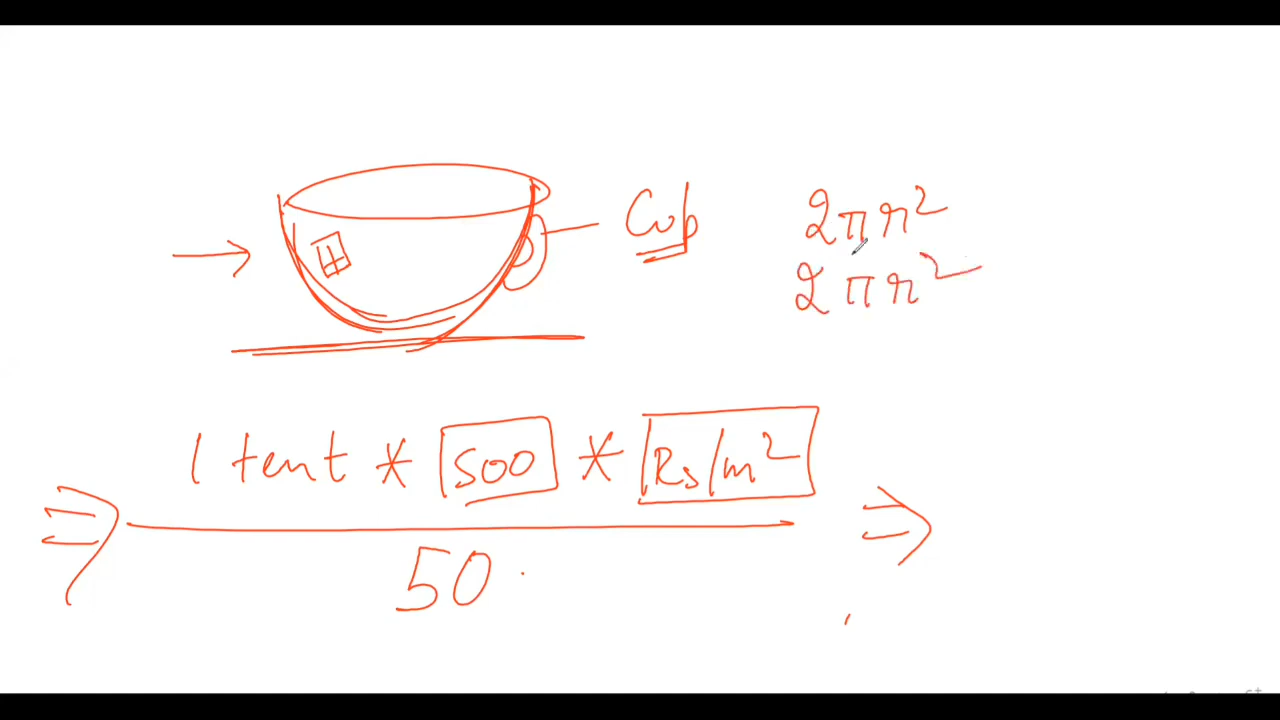 Cup
2πr²
2πr²
1 tent * 500 * Rs/m²
50